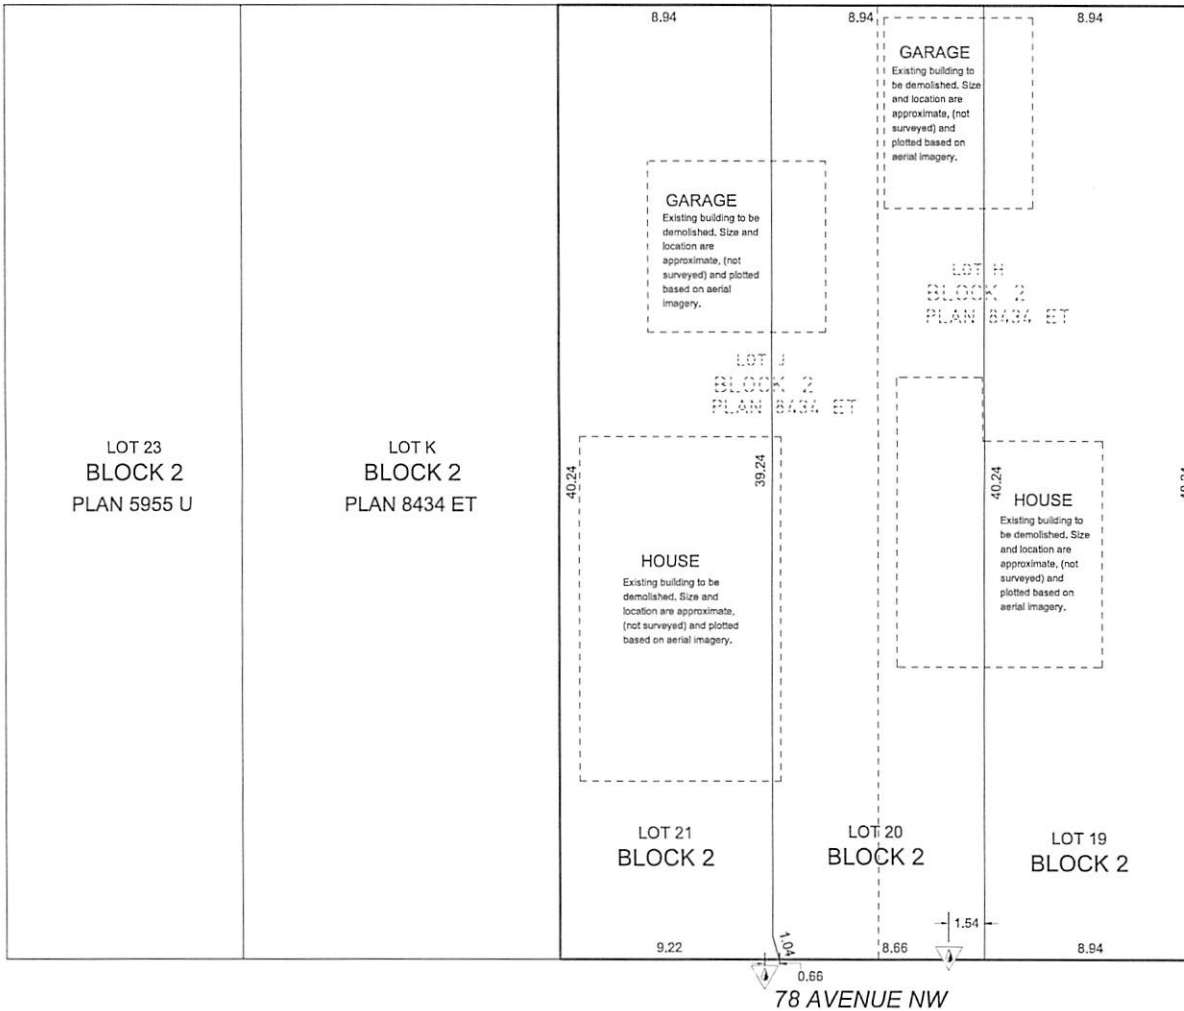 8.94
8.94
8.94
GARAGE
Existing building to
be demolished. Size
and location are
approximate, (not
surveyed) and
plotted based on
aerial imagery.
GARAGE
Existing building to be
demolished. Size and
location are
approximate, (not
surveyed) and plotted
based on aerial
imagery.
LOT H
BLOCK 2
PLAN 8434 ET
LOT J
BLOCK 2
PLAN 8434 ET
LOT 23
BLOCK 2
PLAN 5955 U
LOT K
BLOCK 2
PLAN 8434 ET
40.24
39.24
40.24
HOUSE
Existing building to
be demolished. Size
and location are
approximate, (not
surveyed) and
plotted based on
aerial imagery.
HOUSE
Existing building to be
demolished. Size and
location are approximate,
(not surveyed) and plotted
based on aerial imagery.
LOT 21
BLOCK 2
LOT 20
BLOCK 2
LOT 19
BLOCK 2
1.54
1.04
9.22
8.66
8.94
0.66
78 AVENUE NW